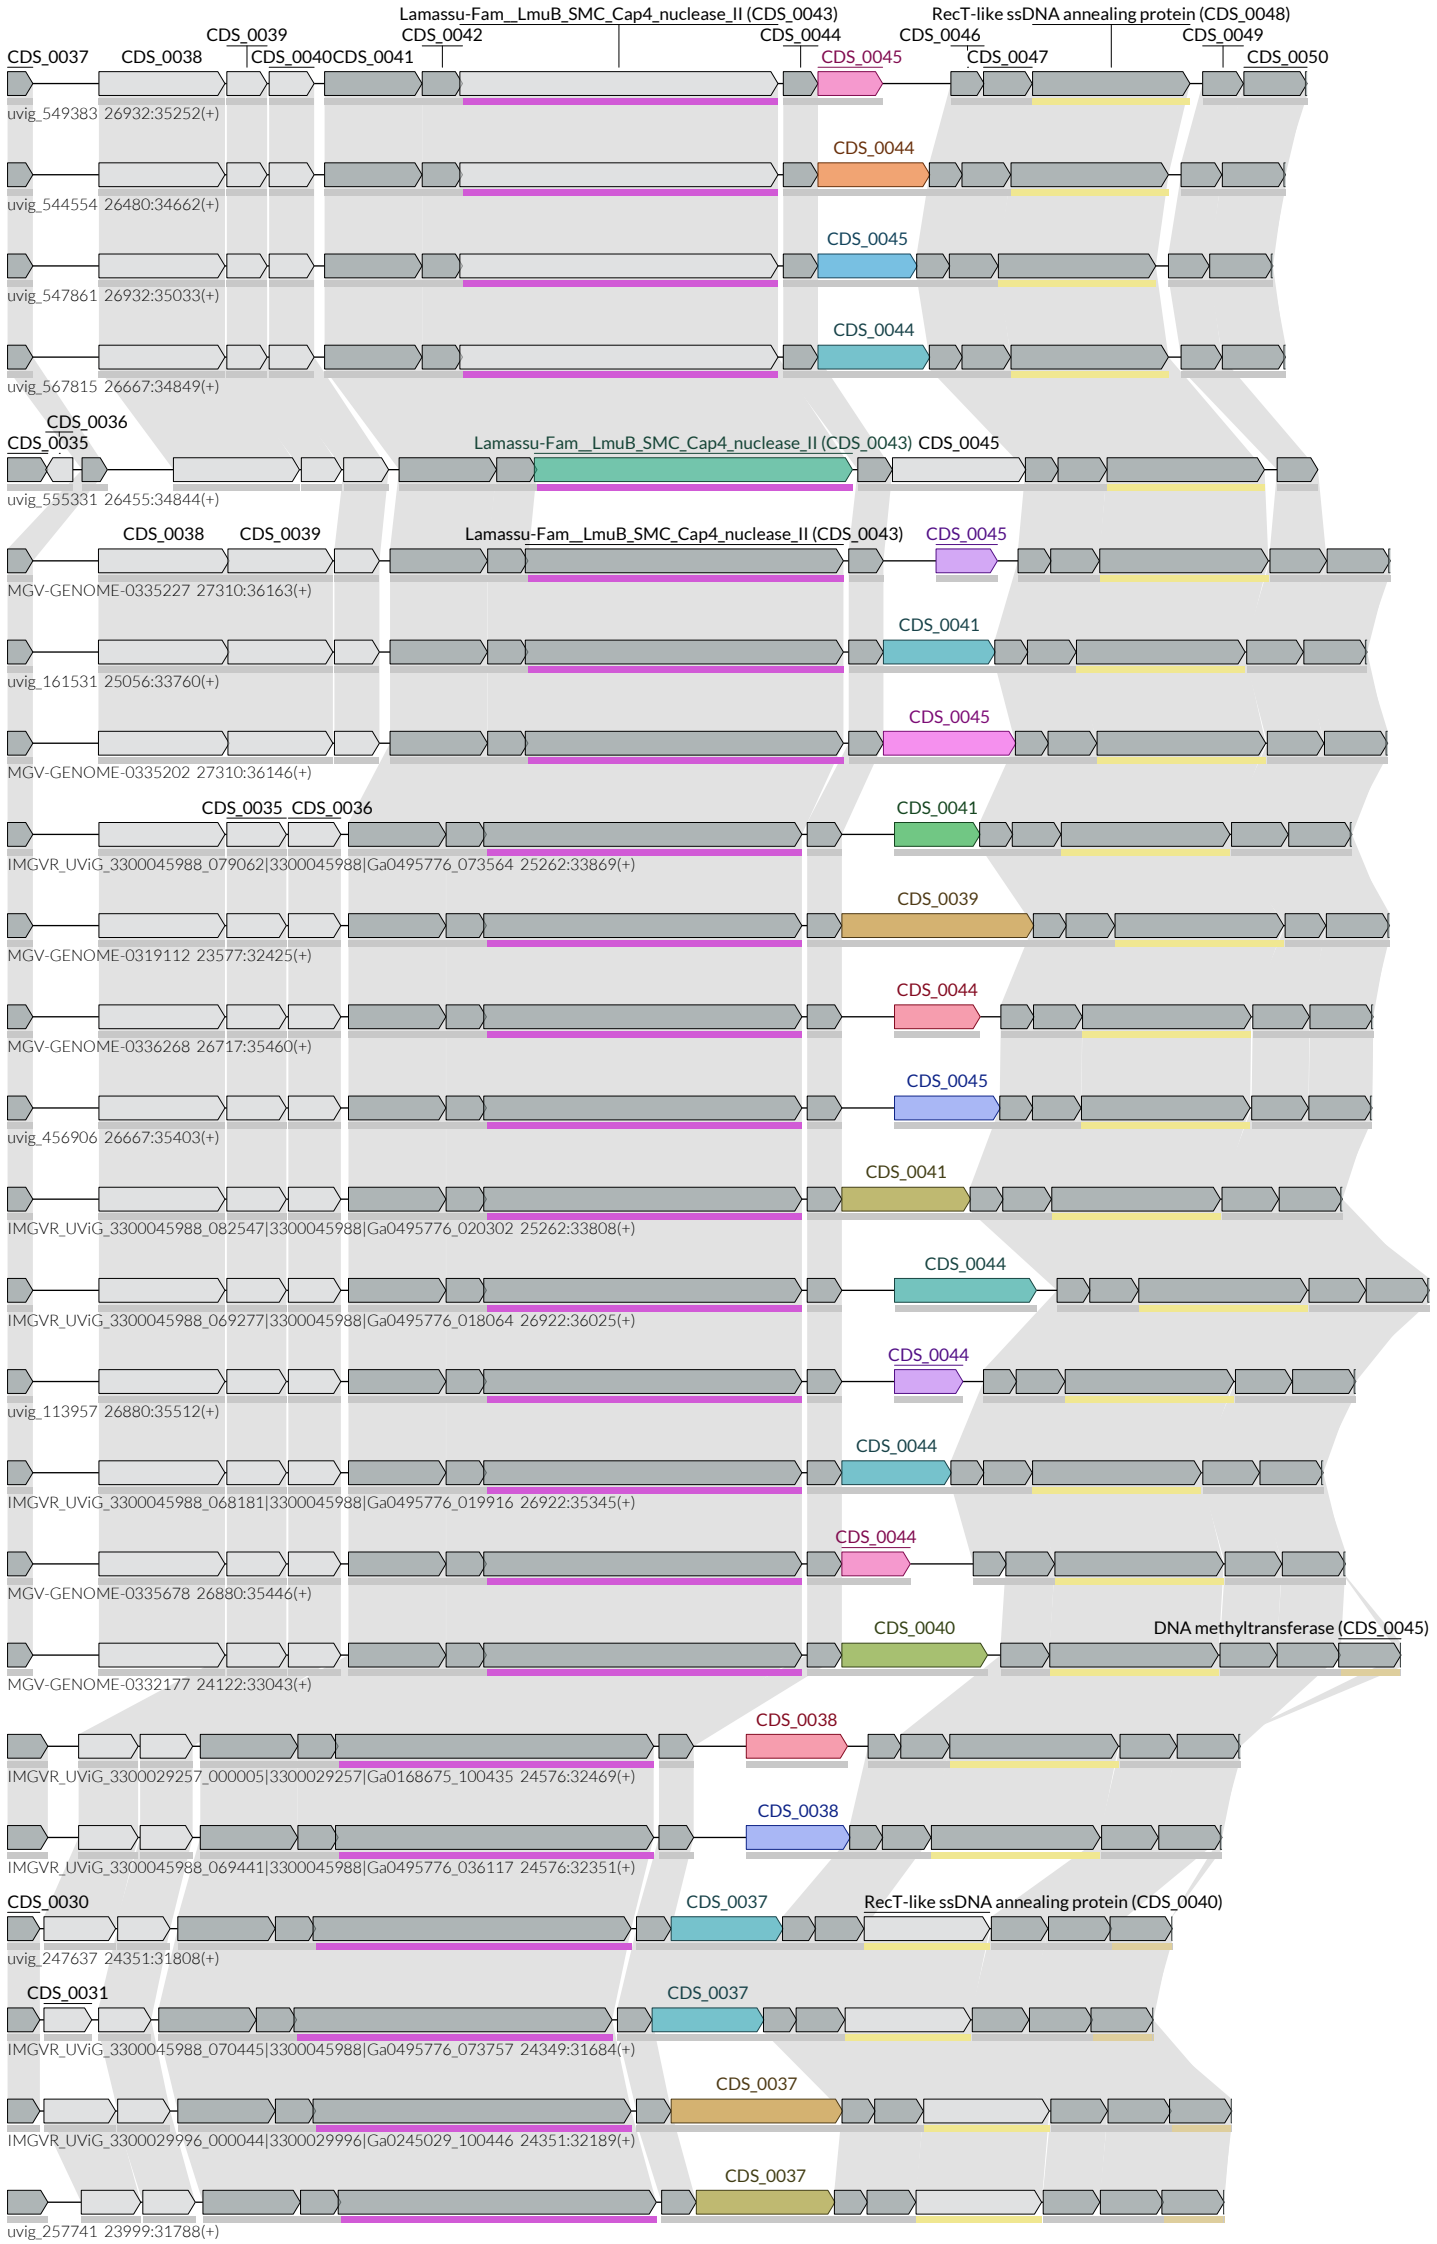 Lamassu-Fam__LmuB_SMC_Cap4_nuclease_II (CDS_0043) RecT-like ssDNA annealing protein (CDS_0048)
CDS_0039 CDS_0042 CDS_0044 CDS_0046 CDS_0049
CDS_0037 CDS_0038 CDS_0040 CDS_0041 CDS_0045 CDS_0047 CDS_0050
uvig_549383 26932:35252(+)
CDS_0044
uvig_544554 26480:34662(+)
CDS_0045
uvig_547861 26932:35033(+)
CDS_0044
uvig_567815 26667:34849(+)
CDS_0036
CDS_0035 Lamassu-Fam__LmuB_SMC_Cap4_nuclease_II (CDS_0043) CDS_0045
uvig_555331 26455:34844(+)
CDS_0038 CDS_0039 Lamassu-Fam__LmuB_SMC_Cap4_nuclease_II (CDS_0043) CDS_0045
MGV-GENOME-0335227 27310:36163(+)
CDS_0041
uvig_161531 25056:33760(+)
CDS_0045
MGV-GENOME-0335202 27310:36146(+)
CDS_0035 CDS_0036 CDS_0041
IMGVR_UViG_3300045988_079062|3300045988|Ga0495776_073564 25262:33869(+)
CDS_0039
MGV-GENOME-0319112 23577:32425(+)
CDS_0044
MGV-GENOME-0336268 26717:35460(+)
CDS_0045
uvig_456906 26667:35403(+)
CDS_0041
IMGVR_UViG_3300045988_082547|3300045988|Ga0495776_020302 25262:33808(+)
CDS_0044
IMGVR_UViG_3300045988_069277|3300045988|Ga0495776_018064 26922:36025(+)
CDS_0044
uvig_113957 26880:35512(+)
CDS_0044
IMGVR_UViG_3300045988_068181|3300045988|Ga0495776_019916 26922:35345(+)
CDS_0044
MGV-GENOME-0335678 26880:35446(+)
CDS_0040 DNA methyltransferase (CDS_0045)
MGV-GENOME-0332177 24122:33043(+)
CDS_0038
IMGVR_UViG_3300029257_000005|3300029257|Ga0168675_100435 24576:32469(+)
CDS_0038
IMGVR_UViG_3300045988_069441|3300045988|Ga0495776_036117 24576:32351(+)
CDS_0030 CDS_0037 RecT-like ssDNA annealing protein (CDS_0040)
uvig_247637 24351:31808(+)
CDS_0031 CDS_0037
IMGVR_UViG_3300045988_070445|3300045988|Ga0495776_073757 24349:31684(+)
CDS_0037
IMGVR_UViG_3300029996_000044|3300029996|Ga0245029_100446 24351:32189(+)
CDS_0037
uvig_257741 23999:31788(+)